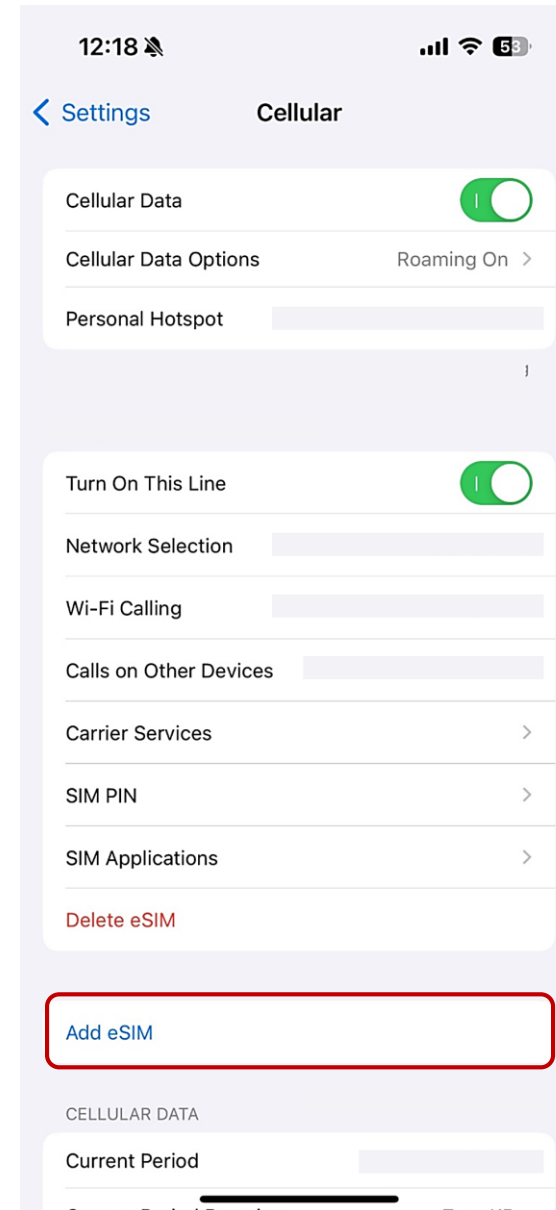 12:18 53
Settings Cellular
Cellular Data
Cellular Data Options Roaming On
Personal Hotspot
Turn On This Line
Network Selection
Wi-Fi Calling
Calls on Other Devices
Carrier Services
SIM PIN
SIM Applications
Delete eSIM
Add eSIM
CELLULAR DATA
Current Period